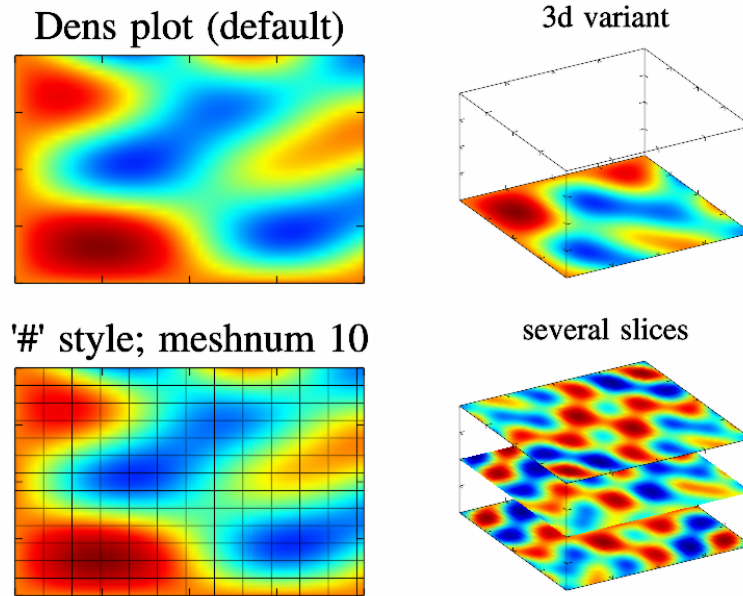 Dens plot (default)
3d variant
'#' style; meshnum 10
several slices